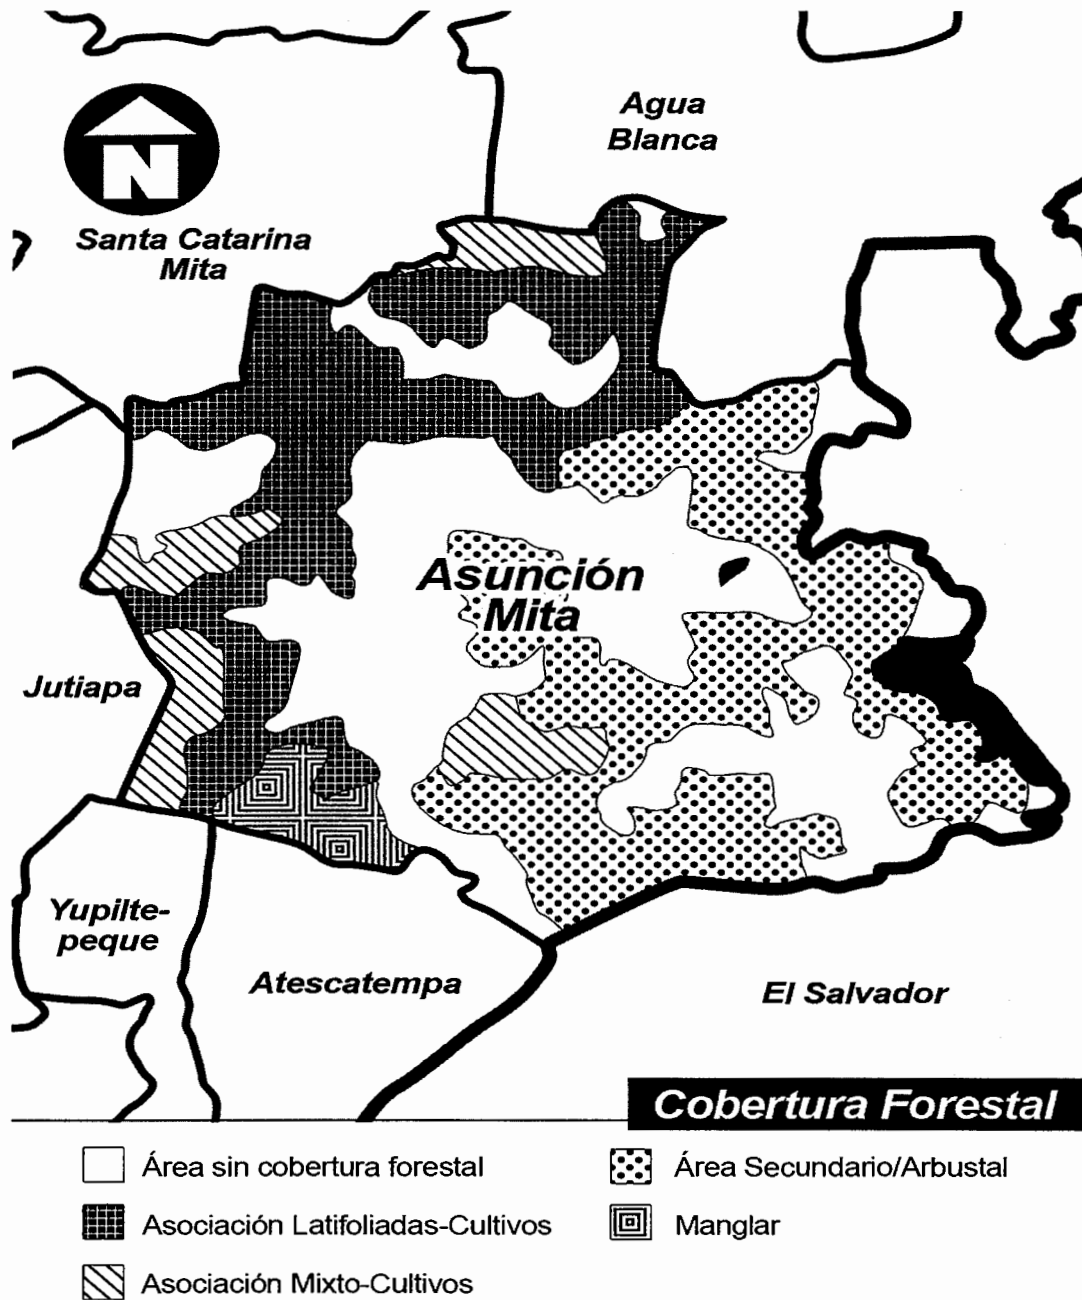 Agua
Blanca
N
Santa Catarina
Mita
Asunción
Mita
Jutiapa
Yupilte-
peque
Atescatempa
El Salvador
Cobertura Forestal
Área sin cobertura forestal
Asociación Latifoliadas-Cultivos
Asociación Mixto-Cultivos
Área Secundario/Arbustal
Manglar